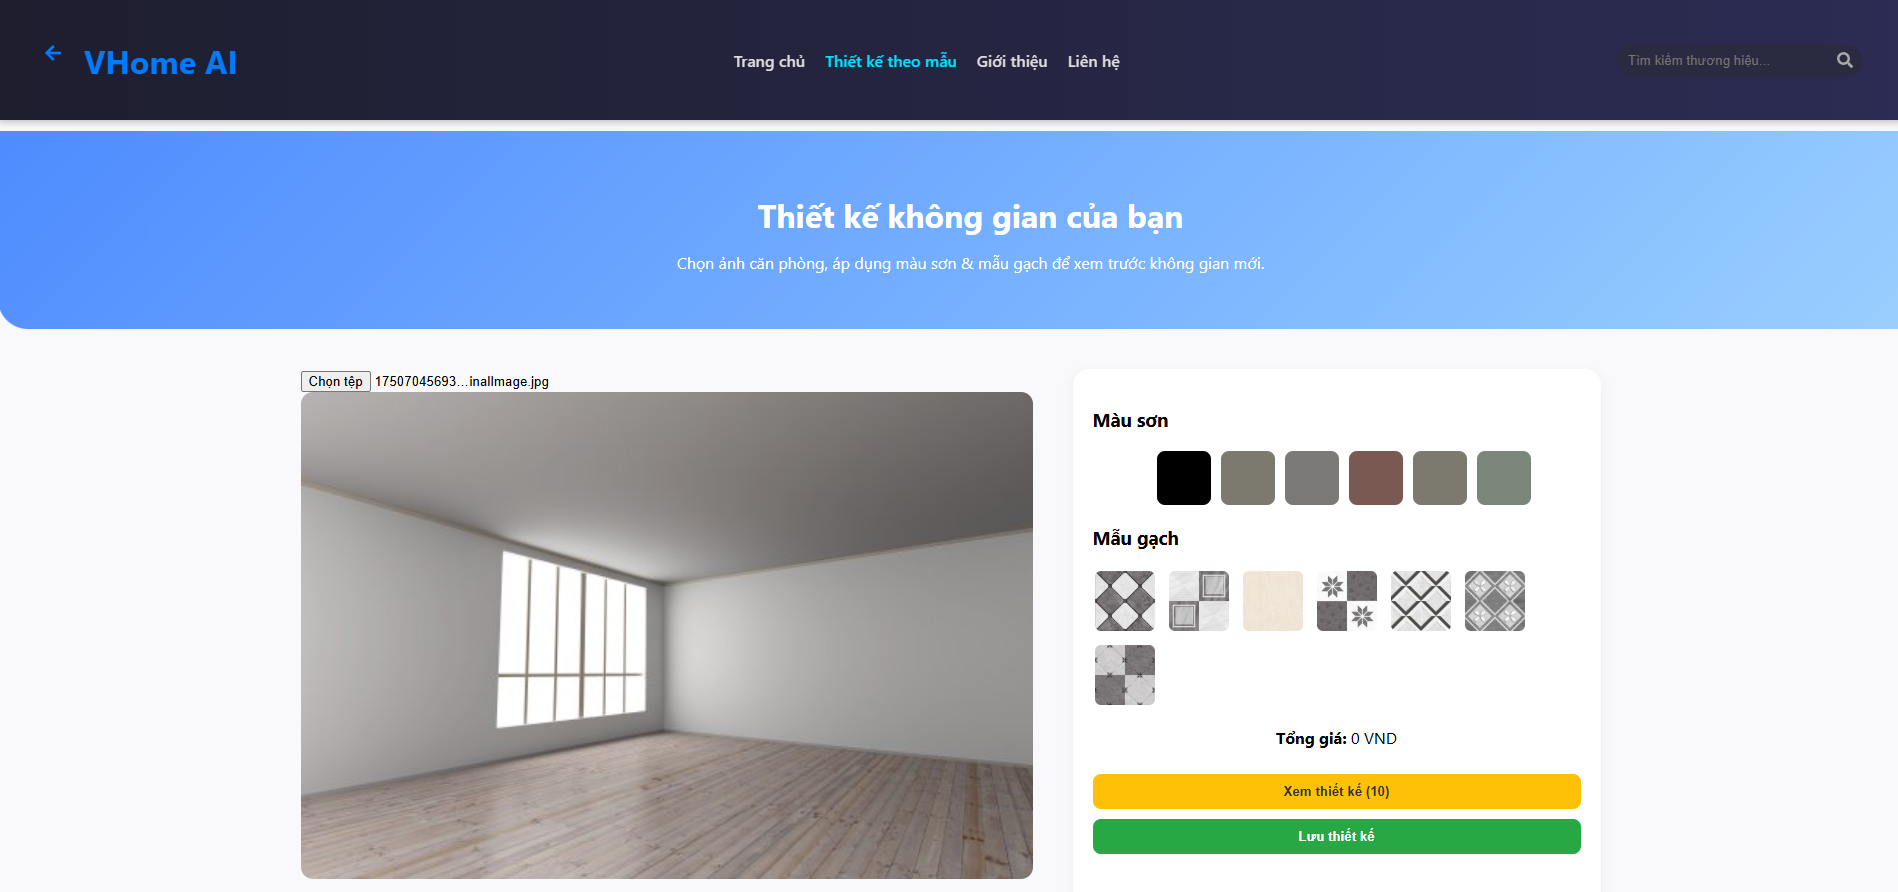 VHome AI
Trang chủ
Thiết kế theo mẫu
Giới thiệu
Liên hệ
Tìm kiếm thương hiệu...
Thiết kế không gian của bạn
Chọn ảnh căn phòng, áp dụng màu sơn & mẫu gạch để xem trước không gian mới.
Chọn tệp 17507045693...inalImage.jpg
Màu sơn
Mẫu gạch
Tổng giá: 0 VND
Xem thiết kế (10)
Lưu thiết kế